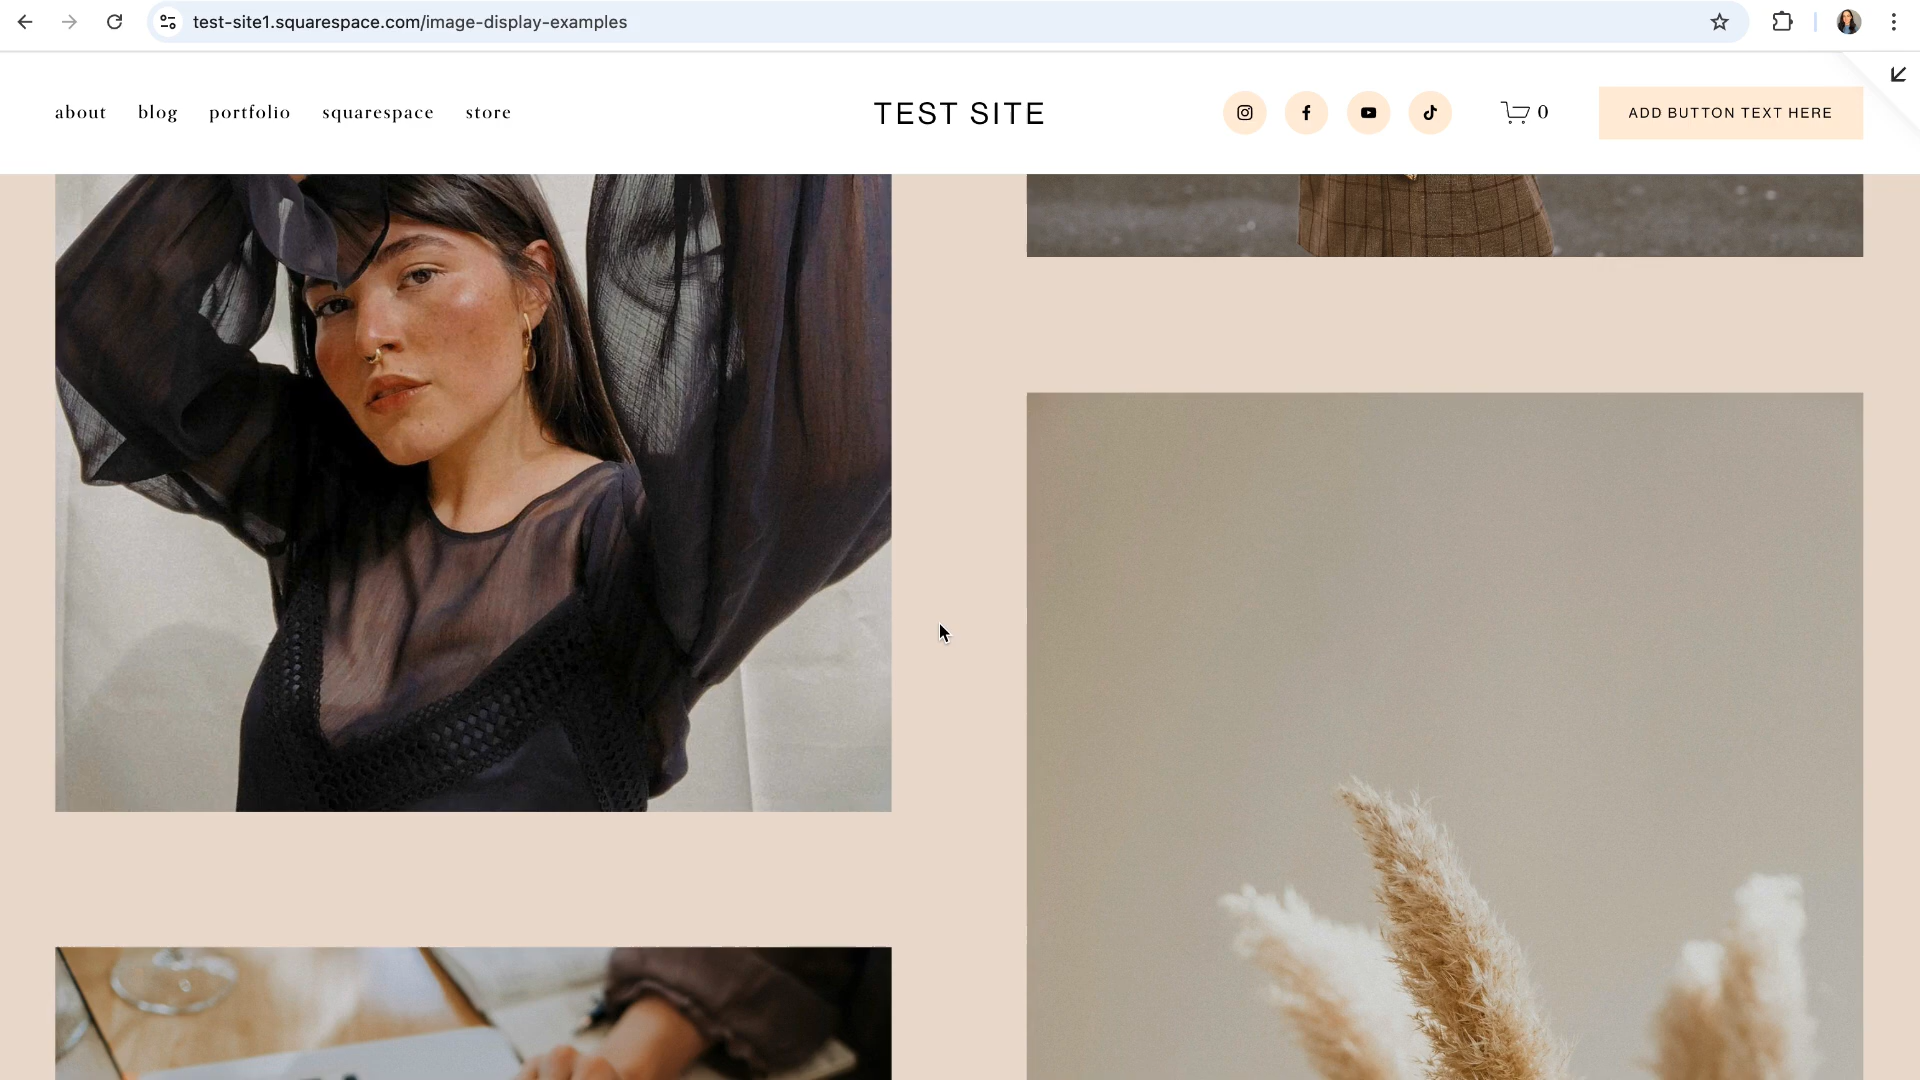 test-site1.squarespace.com/image-display-examples
about blog portfolio squarespace store
TEST SITE
0
ADD BUTTON TEXT HERE